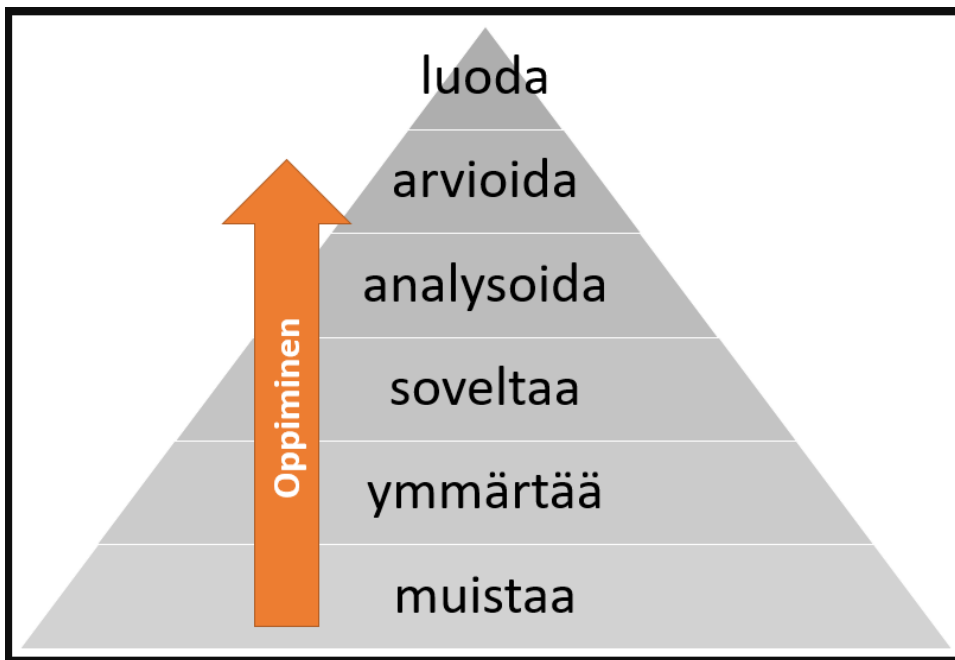 luoda
arvioida
analysoida
soveltaa
ymmärtää
muistaa
Oppiminen